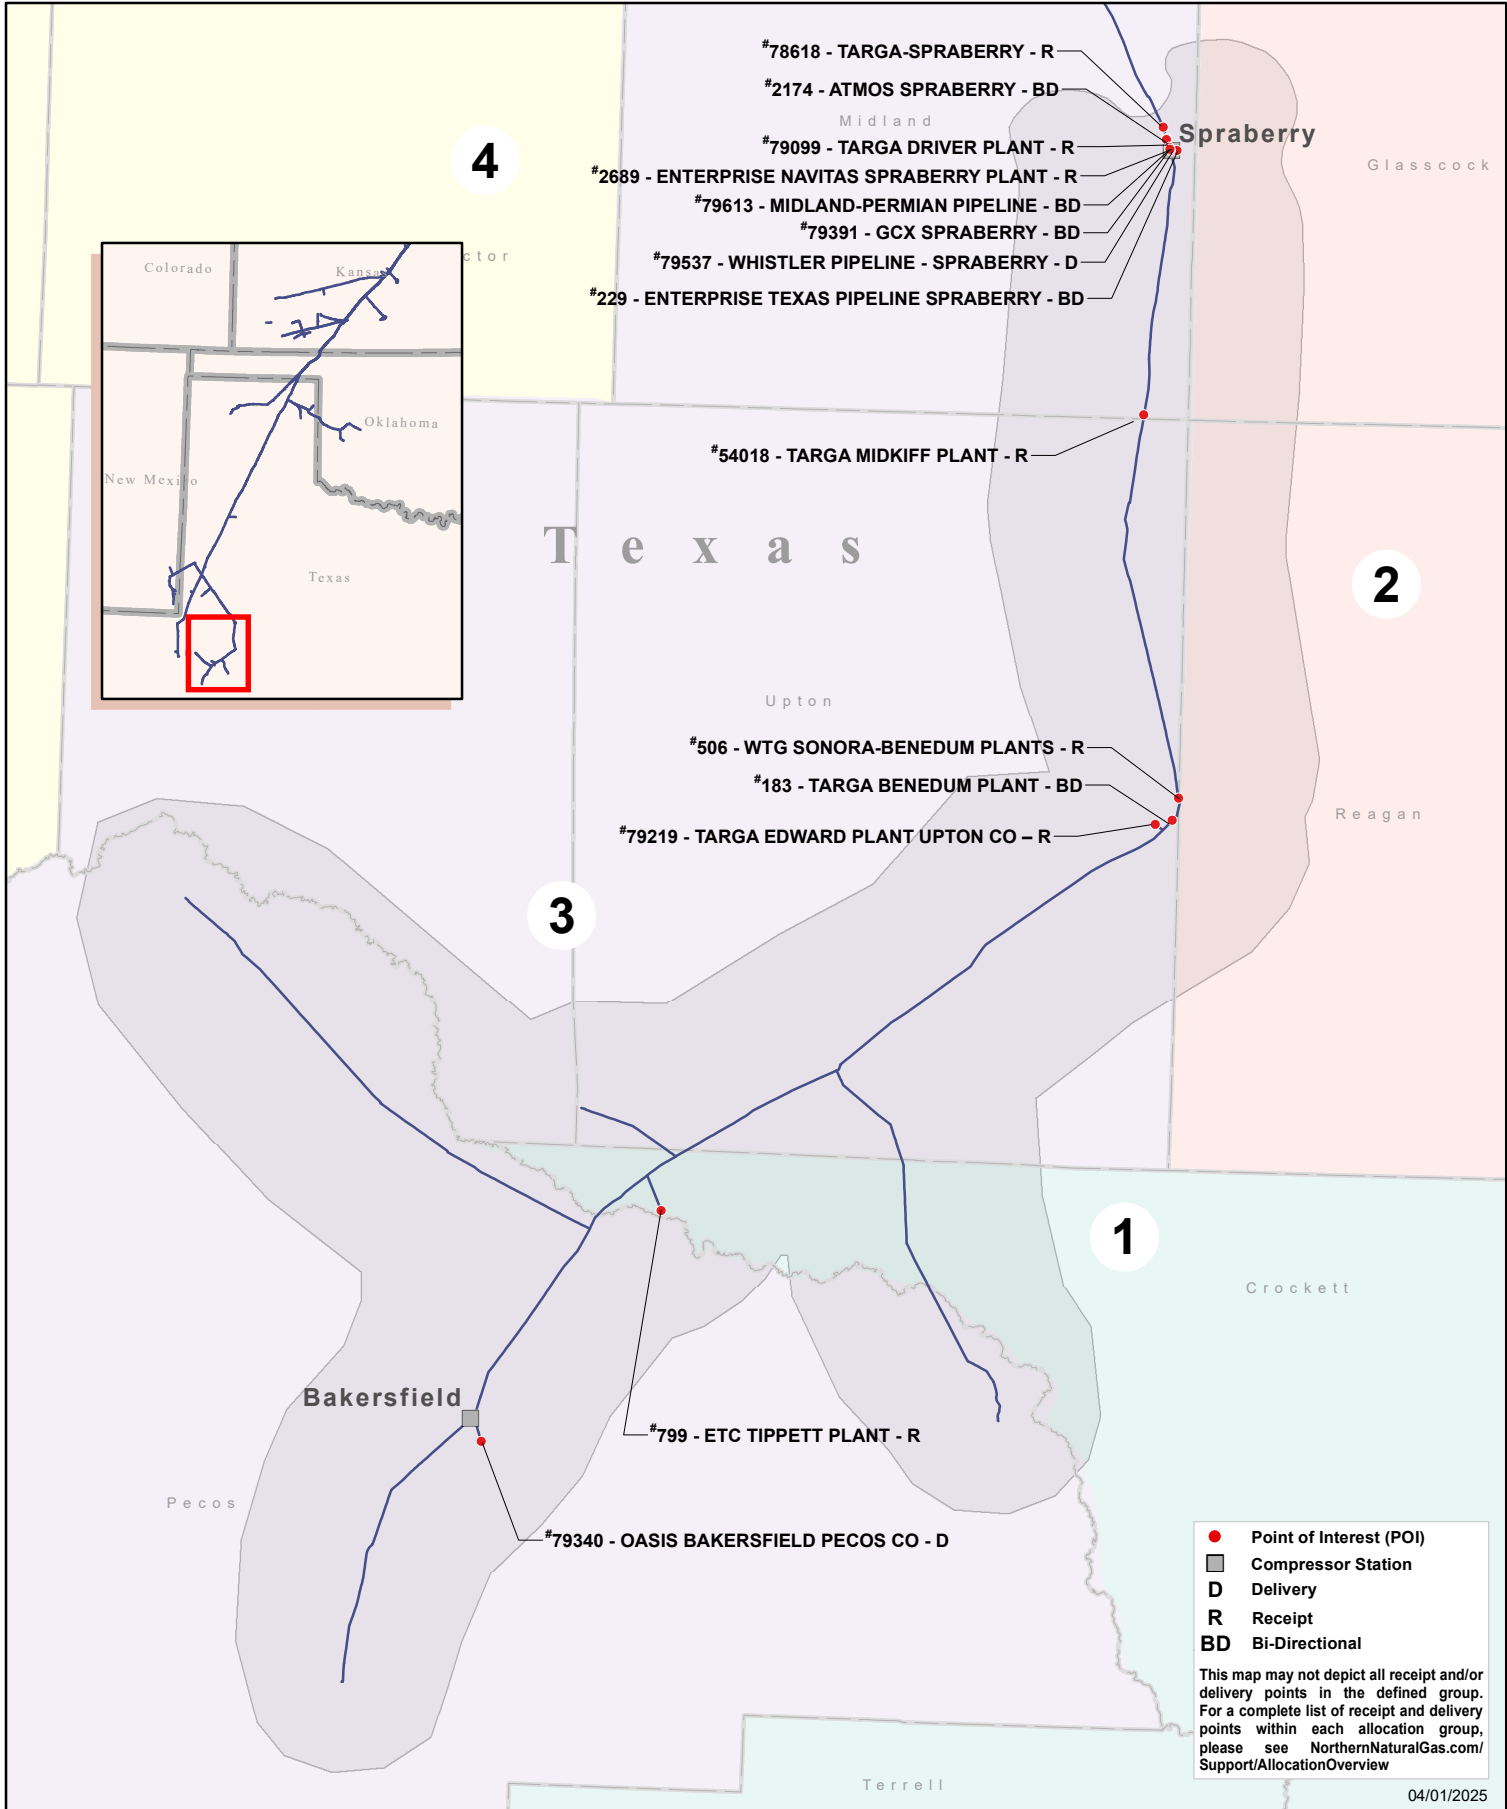 #78618 - TARGA-SPRABERRY - R
#2174 - ATMOS SPRABERRY - BD
Midland
Spraberry
#79099 - TARGA DRIVER PLANT - R
4
Glasscock
#2689 - ENTERPRISE NAVITAS SPRABERRY PLANT - R
#79613 - MIDLAND-PERMIAN PIPELINE - BD
#79391 - GCX SPRABERRY - BD
ctor
#79537 - WHISTLER PIPELINE - SPRABERRY - D
#229 - ENTERPRISE TEXAS PIPELINE SPRABERRY - BD
Colorado
Kansas
Oklahoma
New Mexico
Texas
#54018 - TARGA MIDKIFF PLANT - R
Texas
2
Upton
#506 - WTG SONORA-BENEDUM PLANTS - R
#183 - TARGA BENEDUM PLANT - BD
Reagan
#79219 - TARGA EDWARD PLANT UPTON CO – R
3
1
Crockett
Bakersfield
#799 - ETC TIPPETT PLANT - R
Pecos
#79340 - OASIS BAKERSFIELD PECOS CO - D
Point of Interest (POI)
Compressor Station
D Delivery
R Receipt
BD Bi-Directional
This map may not depict all receipt and/or
delivery points in the defined group.
For a complete list of receipt and delivery
points within each allocation group,
please see NorthernNaturalGas.com/
Support/AllocationOverview
Terrell
04/01/2025